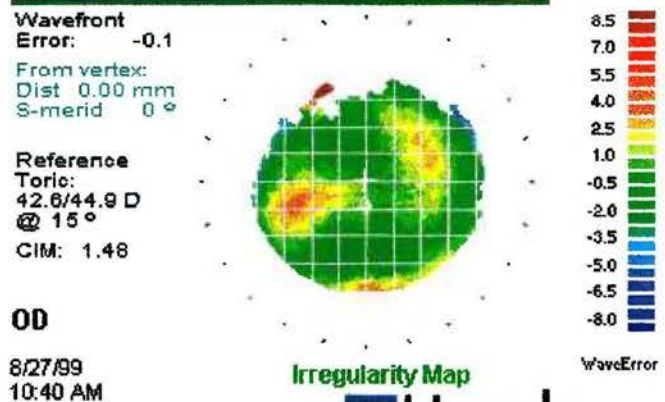 Wavefront
Error: -0.1
From vertex:
Dist 0.00 mm
S-merid 0 º
Reference
Toric:
42.6/44.9 D
@ 15º
CIM: 1.48
OD
8/27/99
10:40 AM
Irregularity Map
8.5
7.0
5.5
4.0
2.5
1.0
-0.5
-2.0
-3.5
-5.0
-6.5
-8.0
WaveError